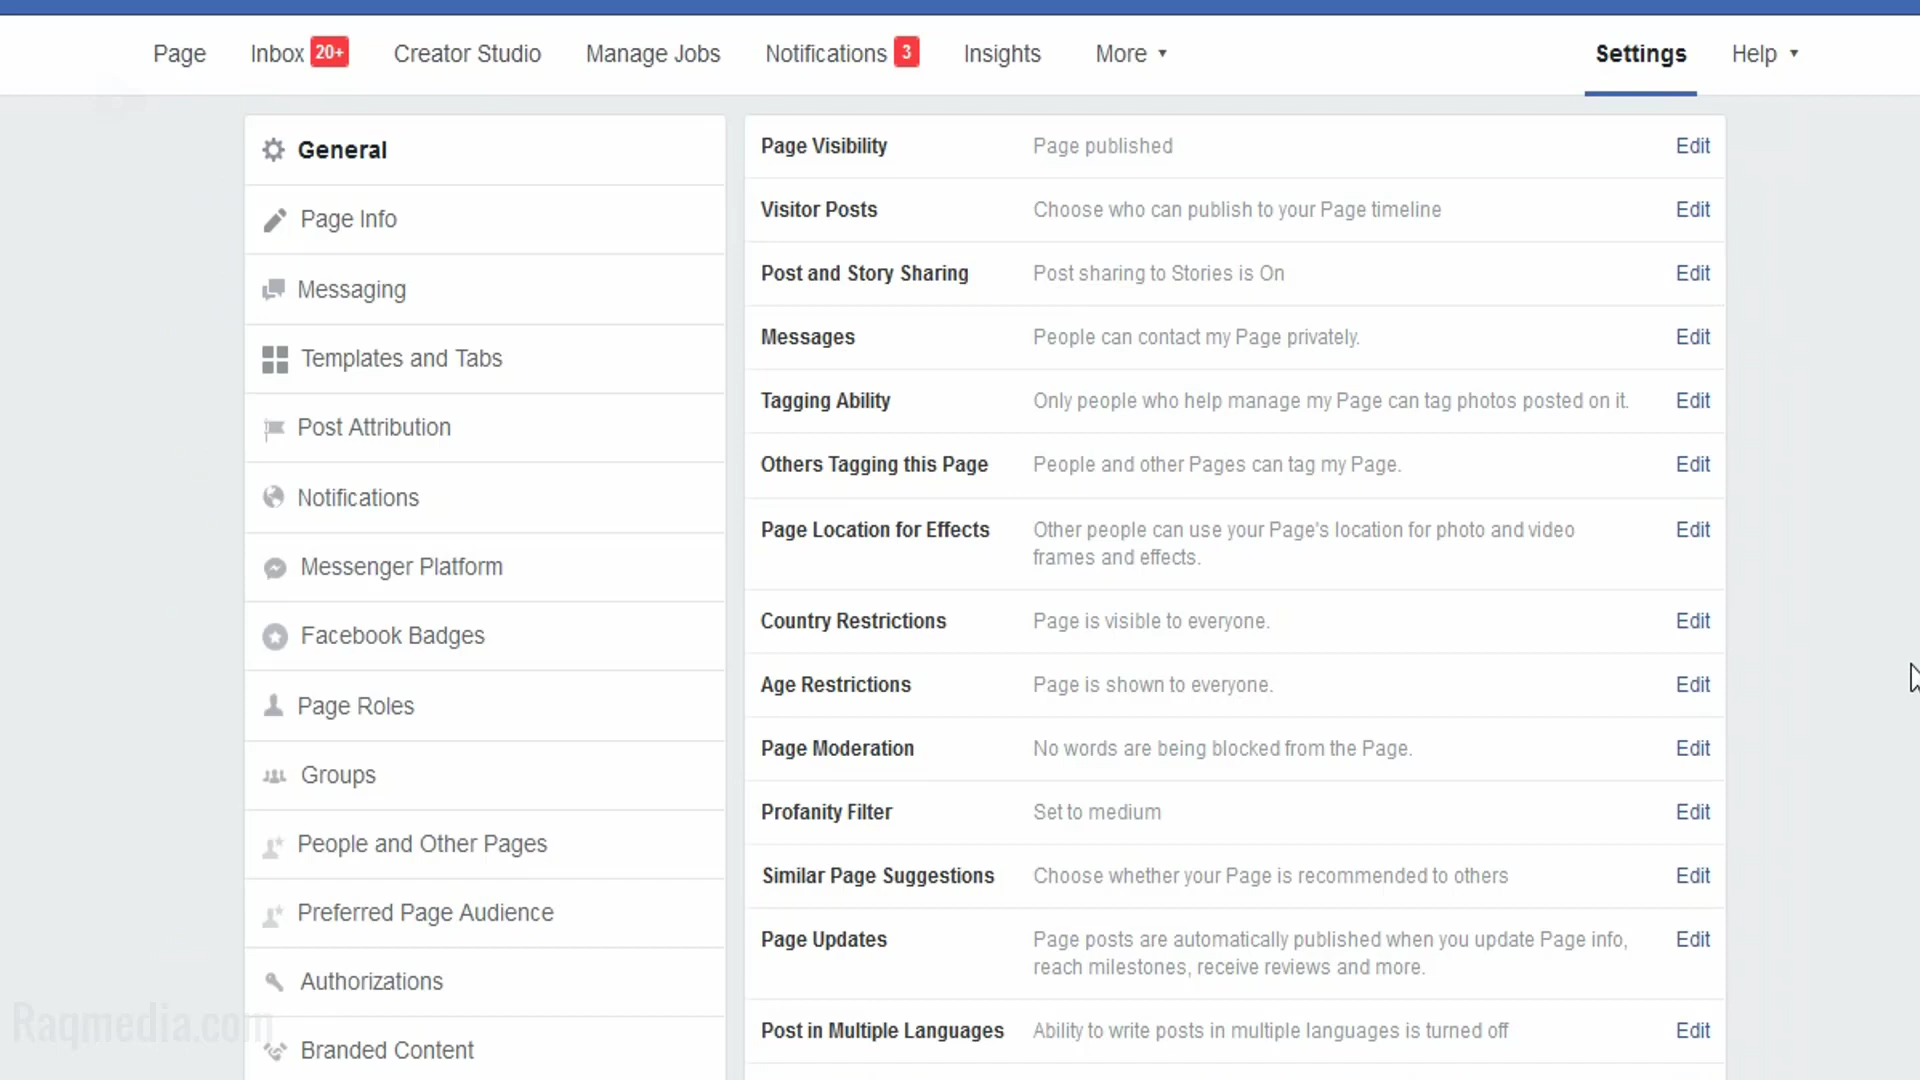 Page Inbox 20+ Creator Studio Manage Jobs Notifications 3 Insights More Settings Help
General
Page Info
Messaging
Templates and Tabs
Post Attribution
Notifications
Messenger Platform
Facebook Badges
Page Roles
Groups
People and Other Pages
Preferred Page Audience
Authorizations
Branded Content
Page Visibility Page published Edit
Visitor Posts Choose who can publish to your Page timeline Edit
Post and Story Sharing Post sharing to Stories is On Edit
Messages People can contact my Page privately. Edit
Tagging Ability Only people who help manage my Page can tag photos posted on it. Edit
Others Tagging this Page People and other Pages can tag my Page. Edit
Page Location for Effects Other people can use your Page's location for photo and video Edit
frames and effects.
Country Restrictions Page is visible to everyone. Edit
Age Restrictions Page is shown to everyone. Edit
Page Moderation No words are being blocked from the Page. Edit
Profanity Filter Set to medium Edit
Similar Page Suggestions Choose whether your Page is recommended to others Edit
Page Updates Page posts are automatically published when you update Page info, Edit
reach milestones, receive reviews and more.
Post in Multiple Languages Ability to write posts in multiple languages is turned off Edit
Raqmedia.com